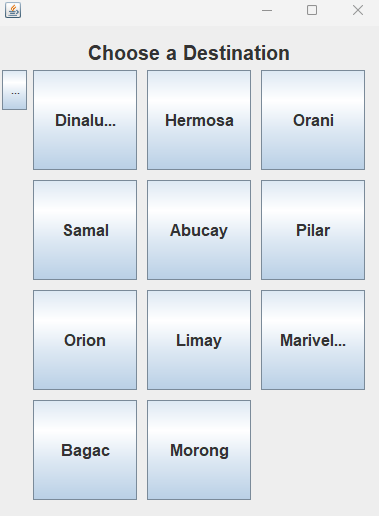 Choose a Destination
...
Dinalu...
Hermosa
Orani
Samal
Abucay
Pilar
Orion
Limay
Marivel...
Bagac
Morong